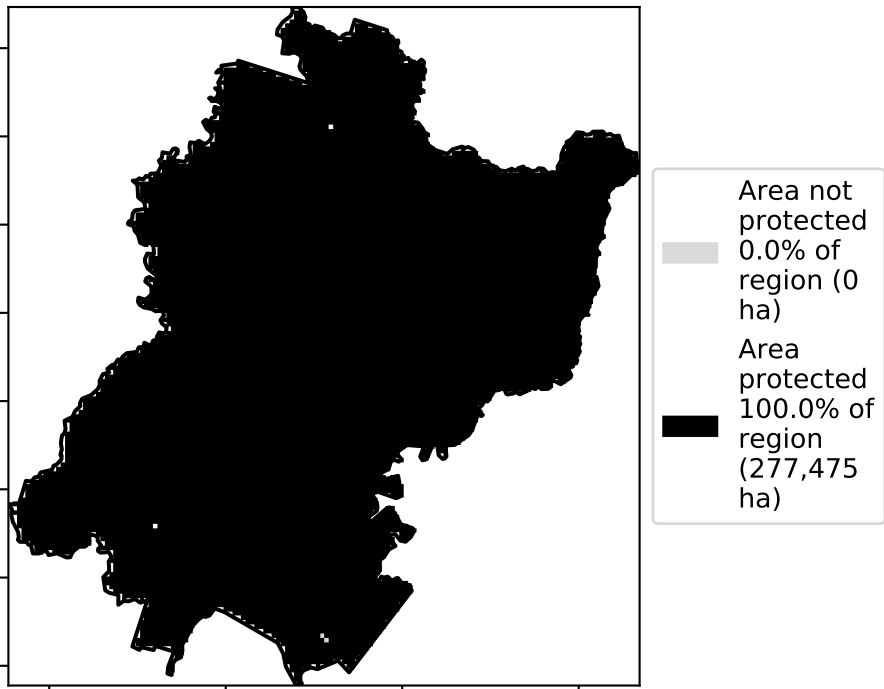 Area not
protected
0.0% of
region (0
ha)
Area
protected
100.0% of
region
(277,475
ha)